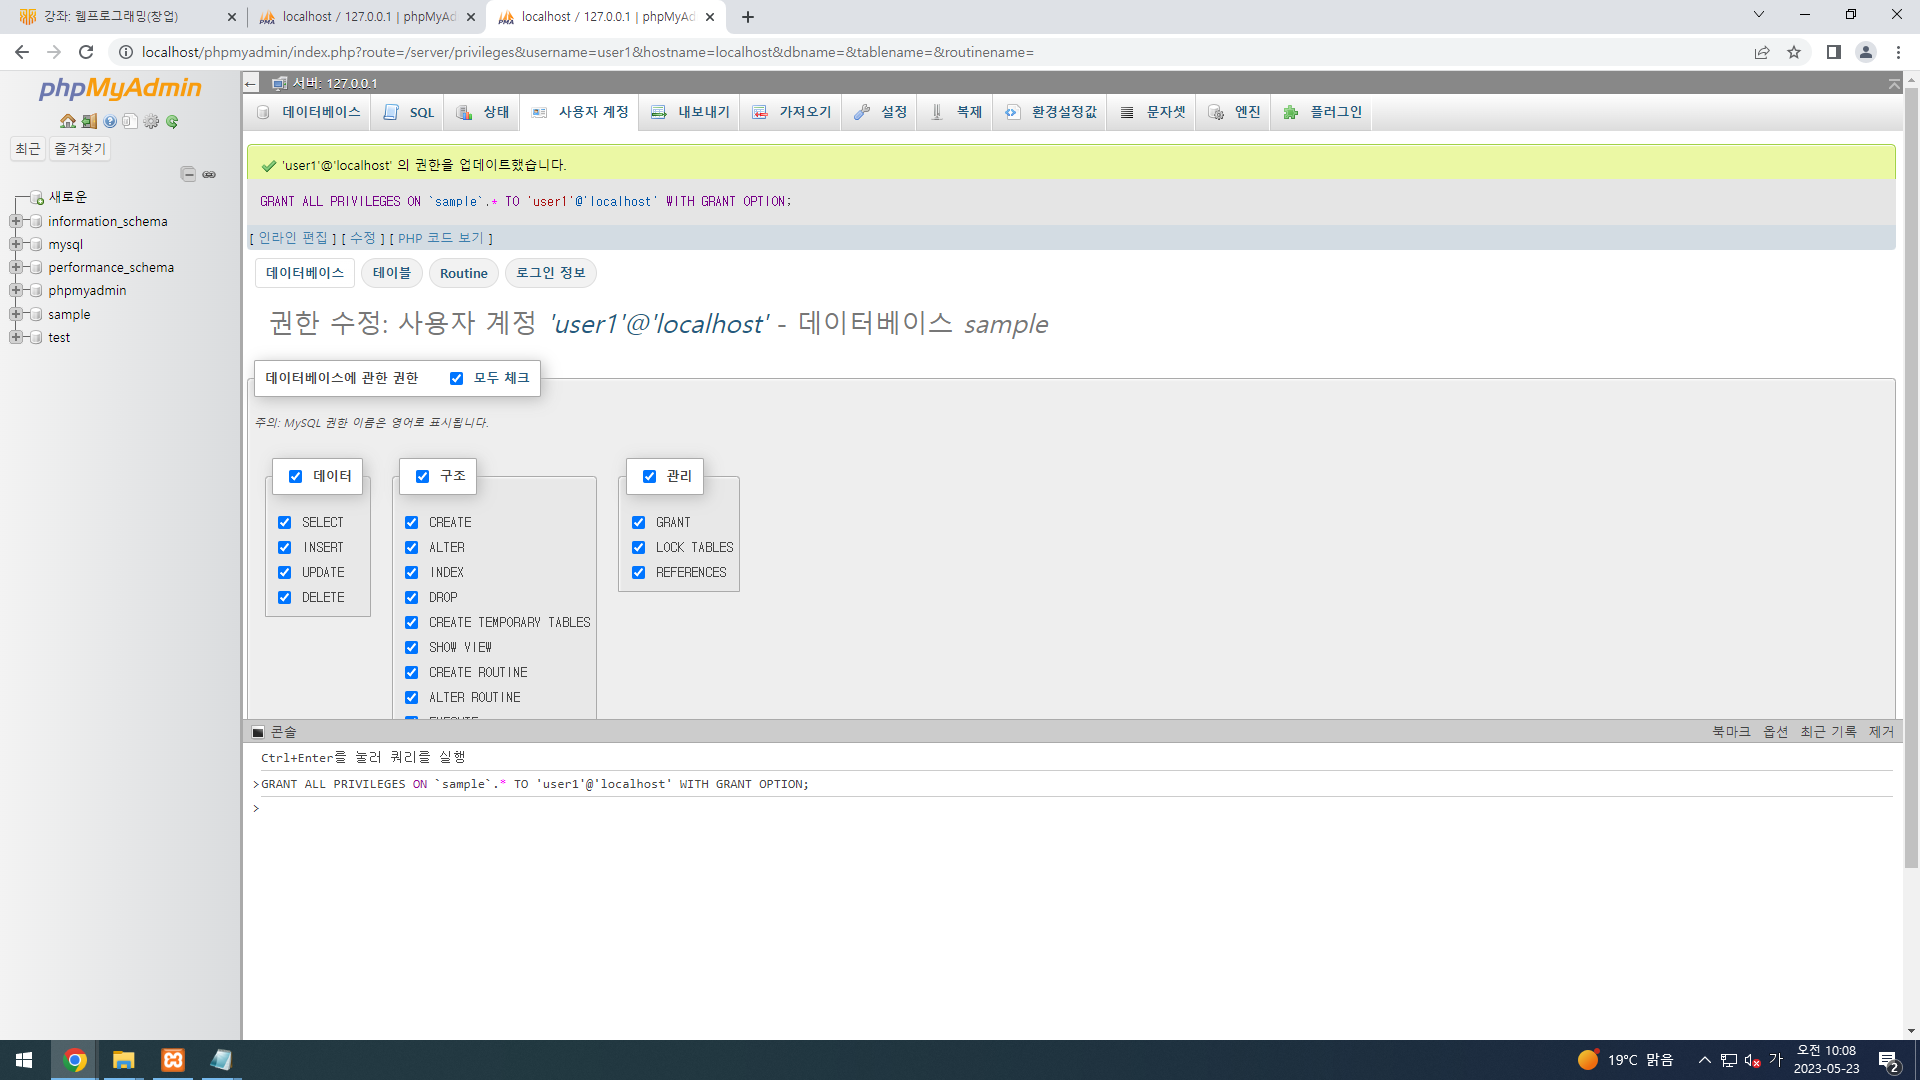 강좌: 웹프로그래밍(창업)
localhost / 127.0.0.1 | phpMyAd
localhost / 127.0.0.1 | phpMyAd
localhost/phpmyadmin/index.php?route=/server/privileges&username=user1&hostname=localhost&dbname=&tablename=&routinename=
phpMyAdmin
최근 즐겨찾기
새로운
information_schema
mysql
performance_schema
phpmyadmin
sample
test
서버: 127.0.0.1
데이터베이스 SQL 상태 사용자 계정 내보내기 가져오기 설정 복제 환경설정값 문자셋 엔진 플러그인
'user1'@'localhost' 의 권한을 업데이트했습니다.
GRANT ALL PRIVILEGES ON `sample`.* TO 'user1'@'localhost' WITH GRANT OPTION;
[ 인라인 편집 ] [ 수정 ] [ PHP 코드 보기 ]
데이터베이스 테이블 Routine 로그인 정보
권한 수정: 사용자 계정 'user1'@'localhost' - 데이터베이스 sample
데이터베이스에 관한 권한 모두 체크
주의: MySQL 권한 이름은 영어로 표시됩니다.
데이터
SELECT
INSERT
UPDATE
DELETE
구조
CREATE
ALTER
INDEX
DROP
CREATE TEMPORARY TABLES
SHOW VIEW
CREATE ROUTINE
ALTER ROUTINE
관리
GRANT
LOCK TABLES
REFERENCES
콘솔
북마크 옵션 최근 기록 제거
Ctrl+Enter를 눌러 쿼리를 실행
>GRANT ALL PRIVILEGES ON `sample`.* TO 'user1'@'localhost' WITH GRANT OPTION;
>
19°C 맑음
가
오전 10:08
2023-05-23
2